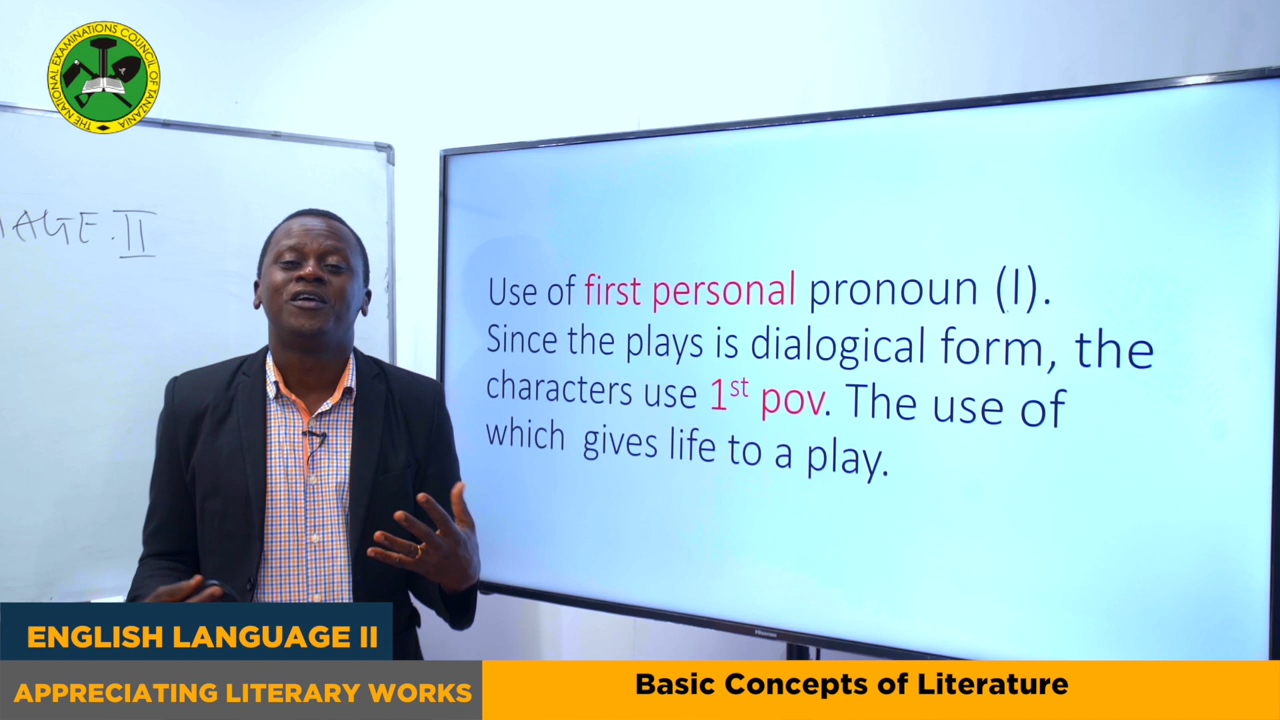 THE NATIONAL EXAMINATIONS COUNCIL OF TANZANIA
AGE.II
Use of first personal pronoun (I).
Since the plays is dialogical form, the
characters use 1st pov. The use of
which gives life to a play.
Hisense
ENGLISH LANGUAGE II
APPRECIATING LITERARY WORKS
Basic Concepts of Literature